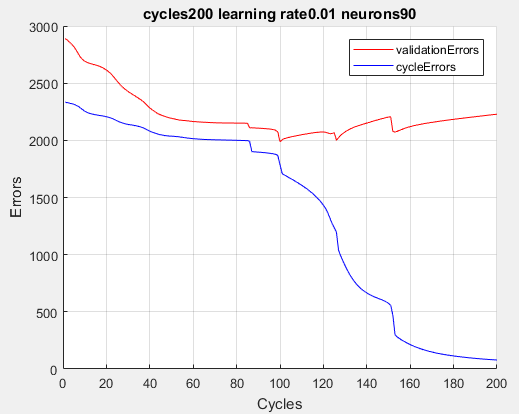 cycles200 learning rate0.01 neurons90
3000
2500
2000
1500
1000
500
0
Errors
validationErrors
cycleErrors
0 20 40 60 80 100 120 140 160 180 200
Cycles